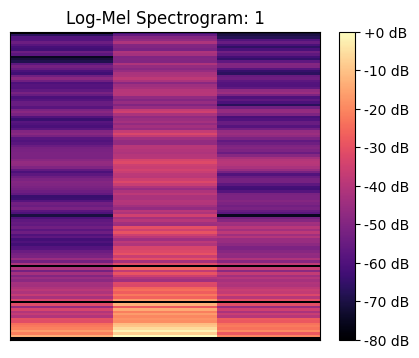 Log-Mel Spectrogram: 1
+0 dB
-10 dB
-20 dB
-30 dB
-40 dB
-50 dB
-60 dB
-70 dB
-80 dB